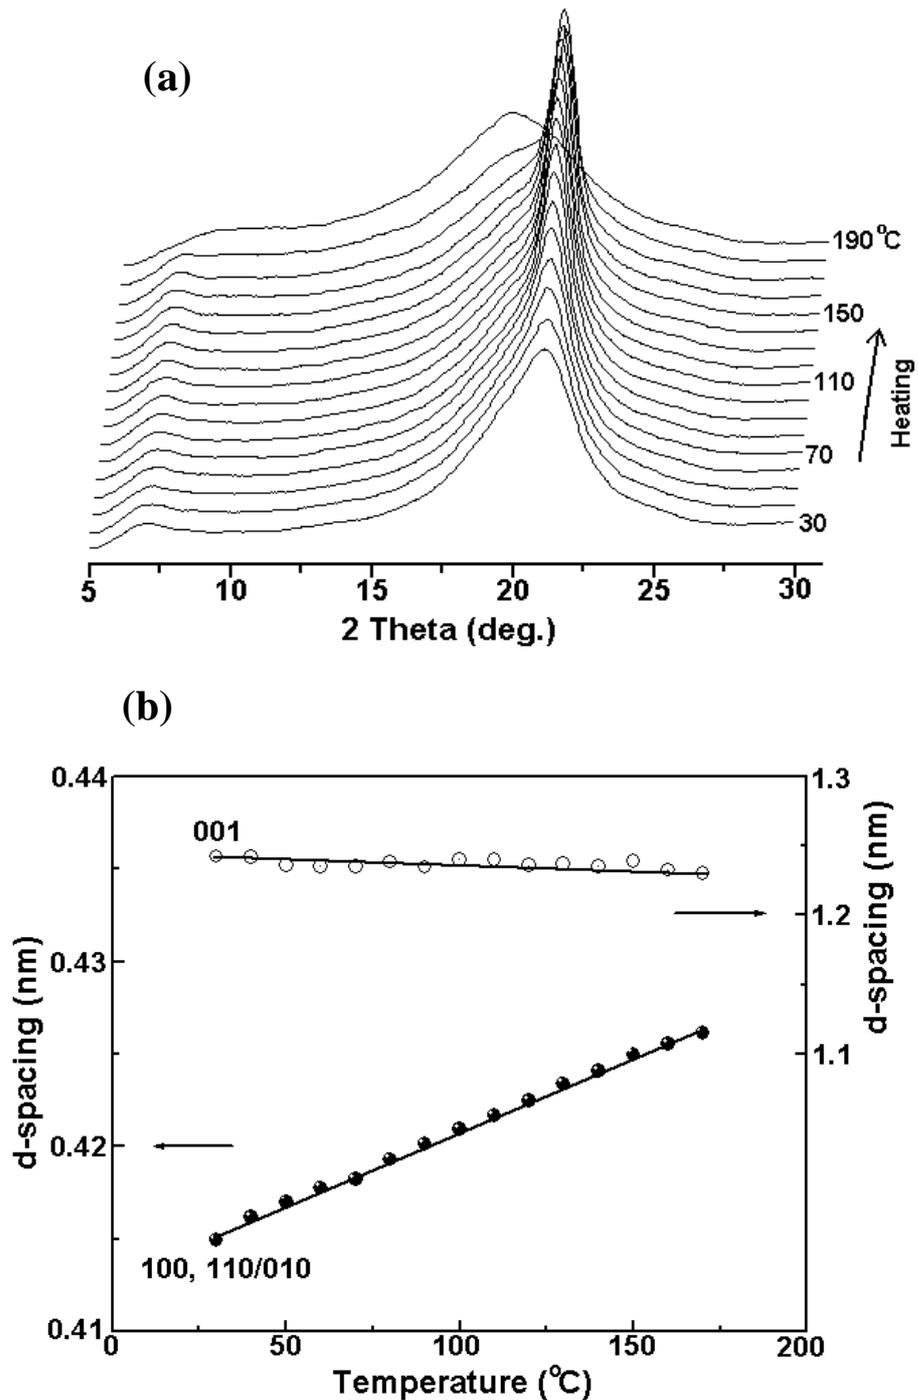 (a)
190 °C
150
110
70
30
Heating
5 10 15 20 25 30
2 Theta (deg.)
(b)
0.44
0.43
0.42
0.41
d-spacing (nm)
001
100, 110/010
1.3
1.2
1.1
d-spacing (nm)
0 50 100 150 200
Temperature (°C)